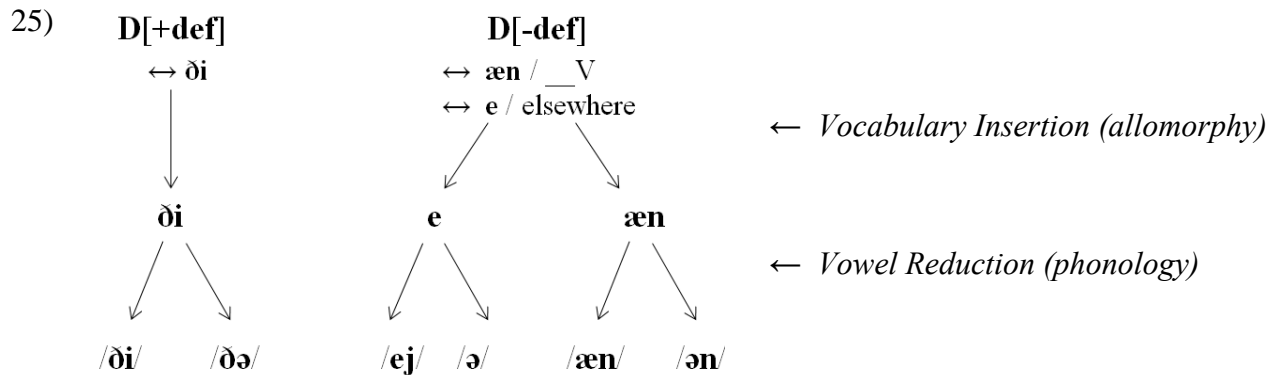 25)
D[+def] D[-def]
↔ ði ↔ æn / __V
↔ e / elsewhere
← Vocabulary Insertion (allomorphy)
ði e æn
← Vowel Reduction (phonology)
/ði/ /ðə/ /ej/ /ə/ /æn/ /ən/